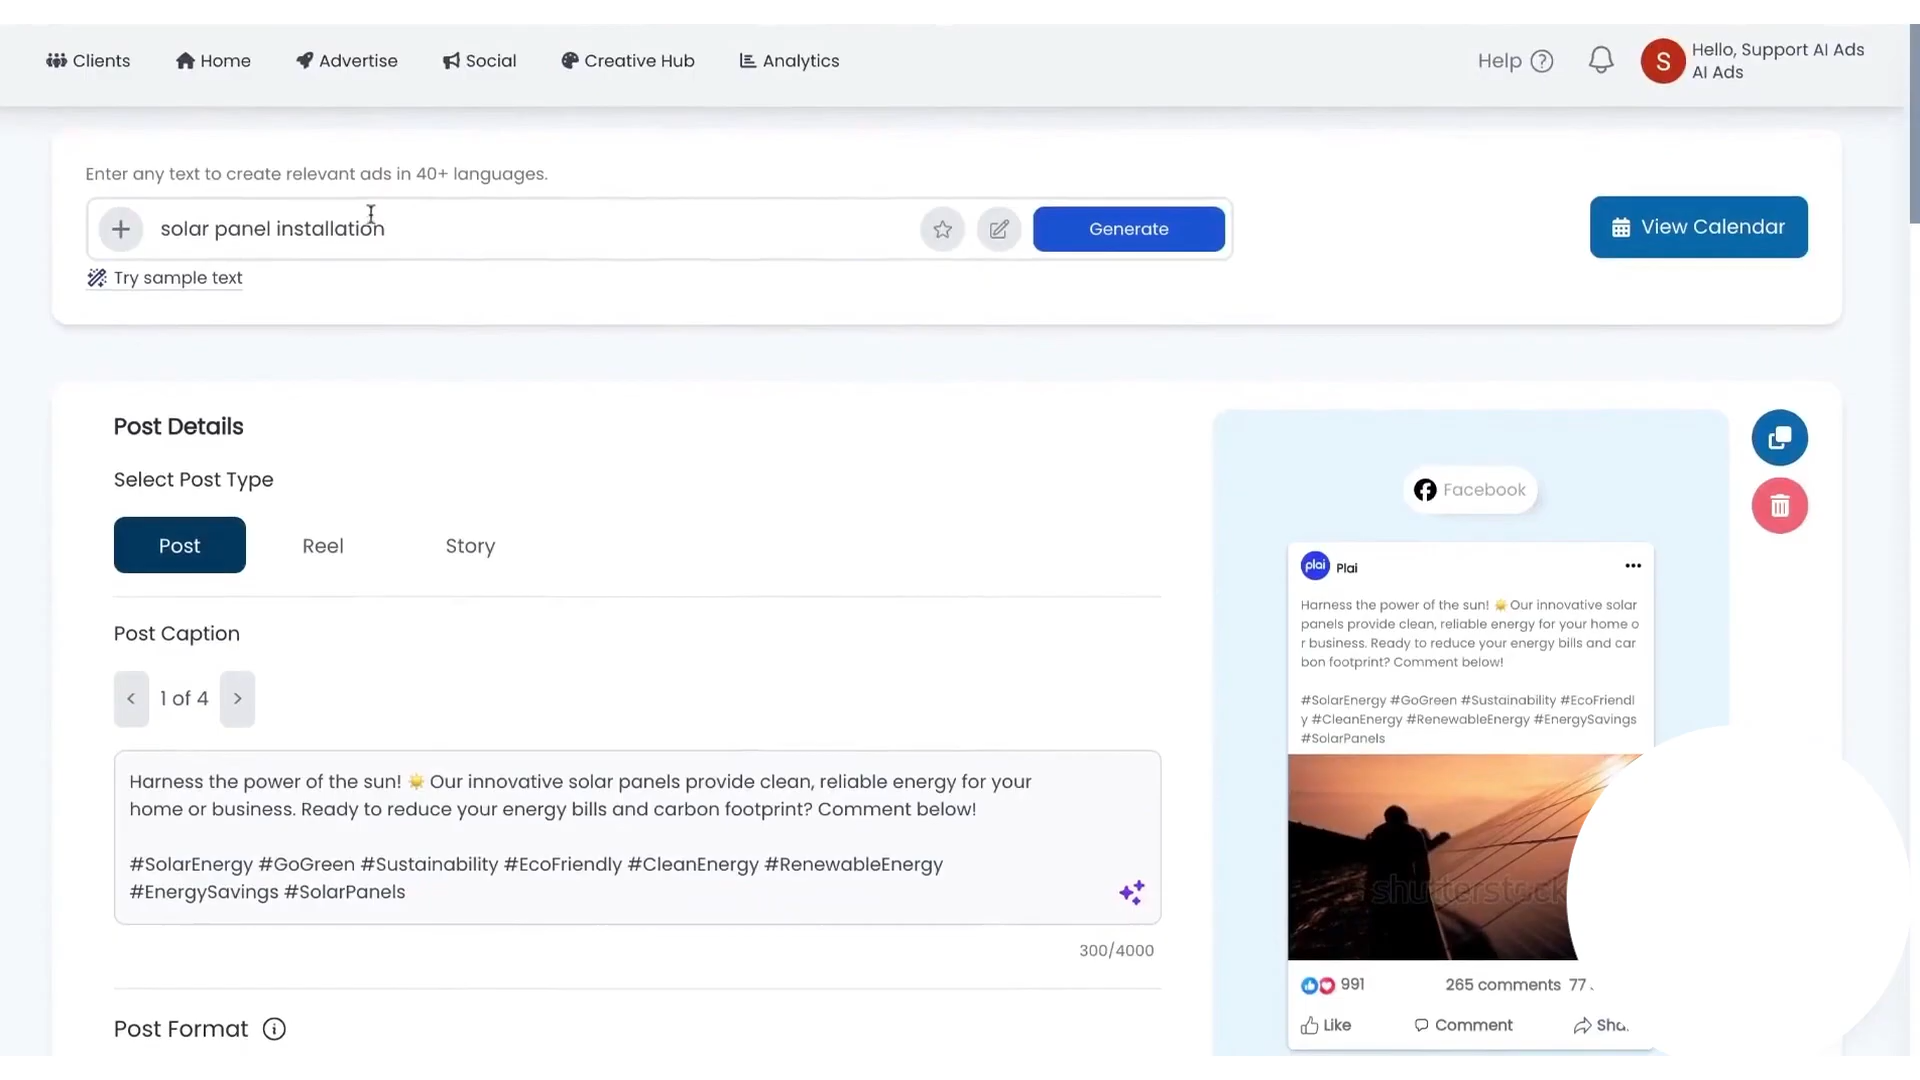 Clients Home Advertise Social Creative Hub Analytics Help Hello, Support AI Ads
S AI Ads
Enter any text to create relevant ads in 40+ languages.
solar panel installation Generate View Calendar
Try sample text
Post Details
Select Post Type
Post Reel Story
Post Caption
1 of 4
Harness the power of the sun! ☀️ Our innovative solar panels provide clean, reliable energy for your
home or business. Ready to reduce your energy bills and carbon footprint? Comment below!
#SolarEnergy #GoGreen #Sustainability #EcoFriendly #CleanEnergy #RenewableEnergy
#EnergySavings #SolarPanels
300/4000
Post Format
Facebook
plai Plai
Harness the power of the sun! ☀️ Our innovative solar
panels provide clean, reliable energy for your home o
r business. Ready to reduce your energy bills and car
bon footprint? Comment below!
#SolarEnergy #GoGreen #Sustainability #EcoFriendl
y #CleanEnergy #RenewableEnergy #EnergySavings
#SolarPanels
shutterstock
991 265 comments 77
Like Comment